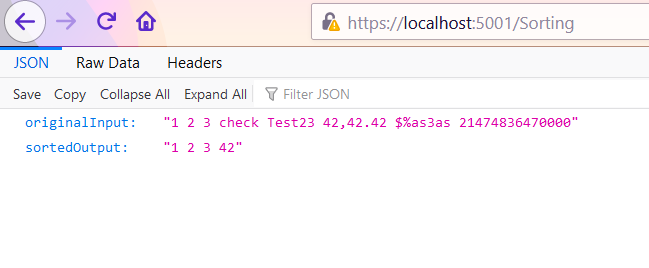 https://localhost:5001/Sorting
JSON Raw Data Headers
Save Copy Collapse All Expand All Filter JSON
originalInput: "1 2 3 check Test23 42,42.42 $%as3as 21474836470000"
sortedOutput: "1 2 3 42"